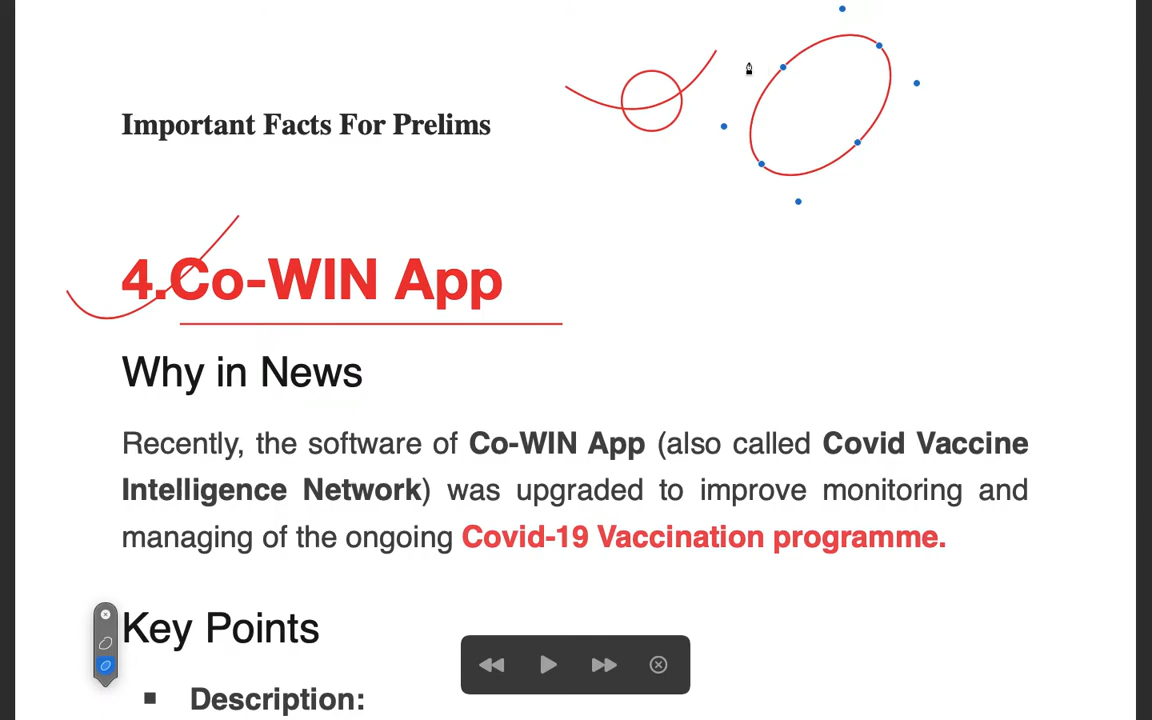 Important Facts For Prelims
4.Co-WIN App
Why in News
Recently, the software of Co-WIN App (also called Covid Vaccine
Intelligence Network) was upgraded to improve monitoring and
managing of the ongoing Covid-19 Vaccination programme.
Key Points
▪ Description: